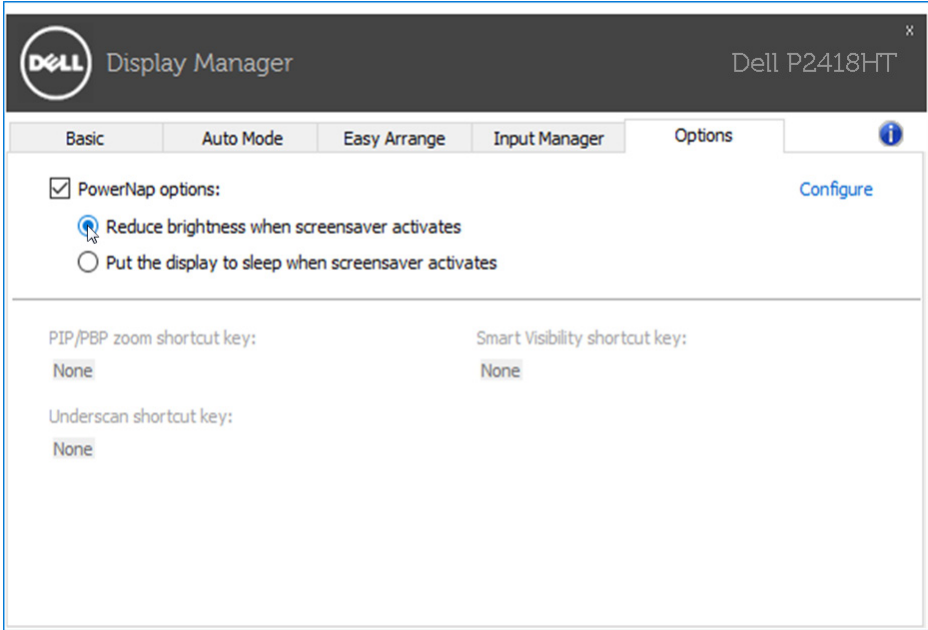 x
DELL Display Manager Dell P2418HT
Basic Auto Mode Easy Arrange Input Manager Options i
PowerNap options: Configure
Reduce brightness when screensaver activates
Put the display to sleep when screensaver activates
PIP/PBP zoom shortcut key: Smart Visibility shortcut key:
None None
Underscan shortcut key:
None